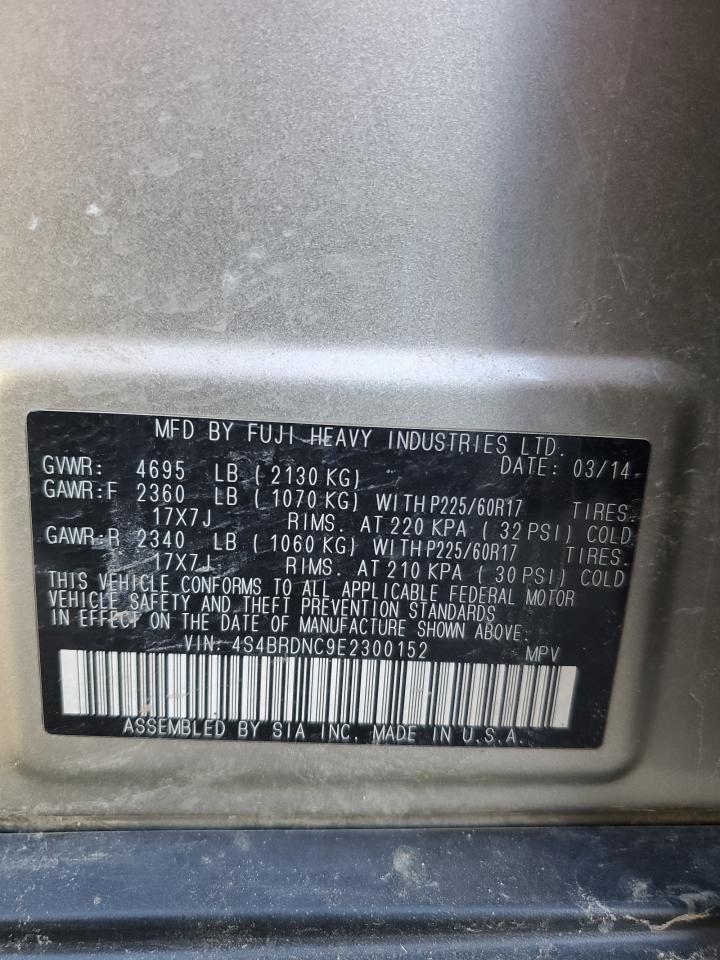 MFD BY FUJI HEAVY INDUSTRIES LTD.
GVWR: 4695 LB ( 2130 KG) DATE: 03/14
GAWR:F 2360 LB ( 1070 KG) WITH P225/60R17 TIRES.
17X7J RIMS. AT 220 KPA ( 32 PSI) COLD
GAWR:R 2340 LB ( 1060 KG) WITH P225/60R17 TIRES.
17X7J RIMS. AT 210 KPA ( 30 PSI) COLD
THIS VEHICLE CONFORMS TO ALL APPLICABLE FEDERAL MOTOR
VEHICLE SAFETY AND THEFT PREVENTION STANDARDS
IN EFFECT ON THE DATE OF MANUFACTURE SHOWN ABOVE.
VIN: 4S4BRDNC9E2300152 MPV
ASSEMBLED BY SIA INC. MADE IN U.S.A.